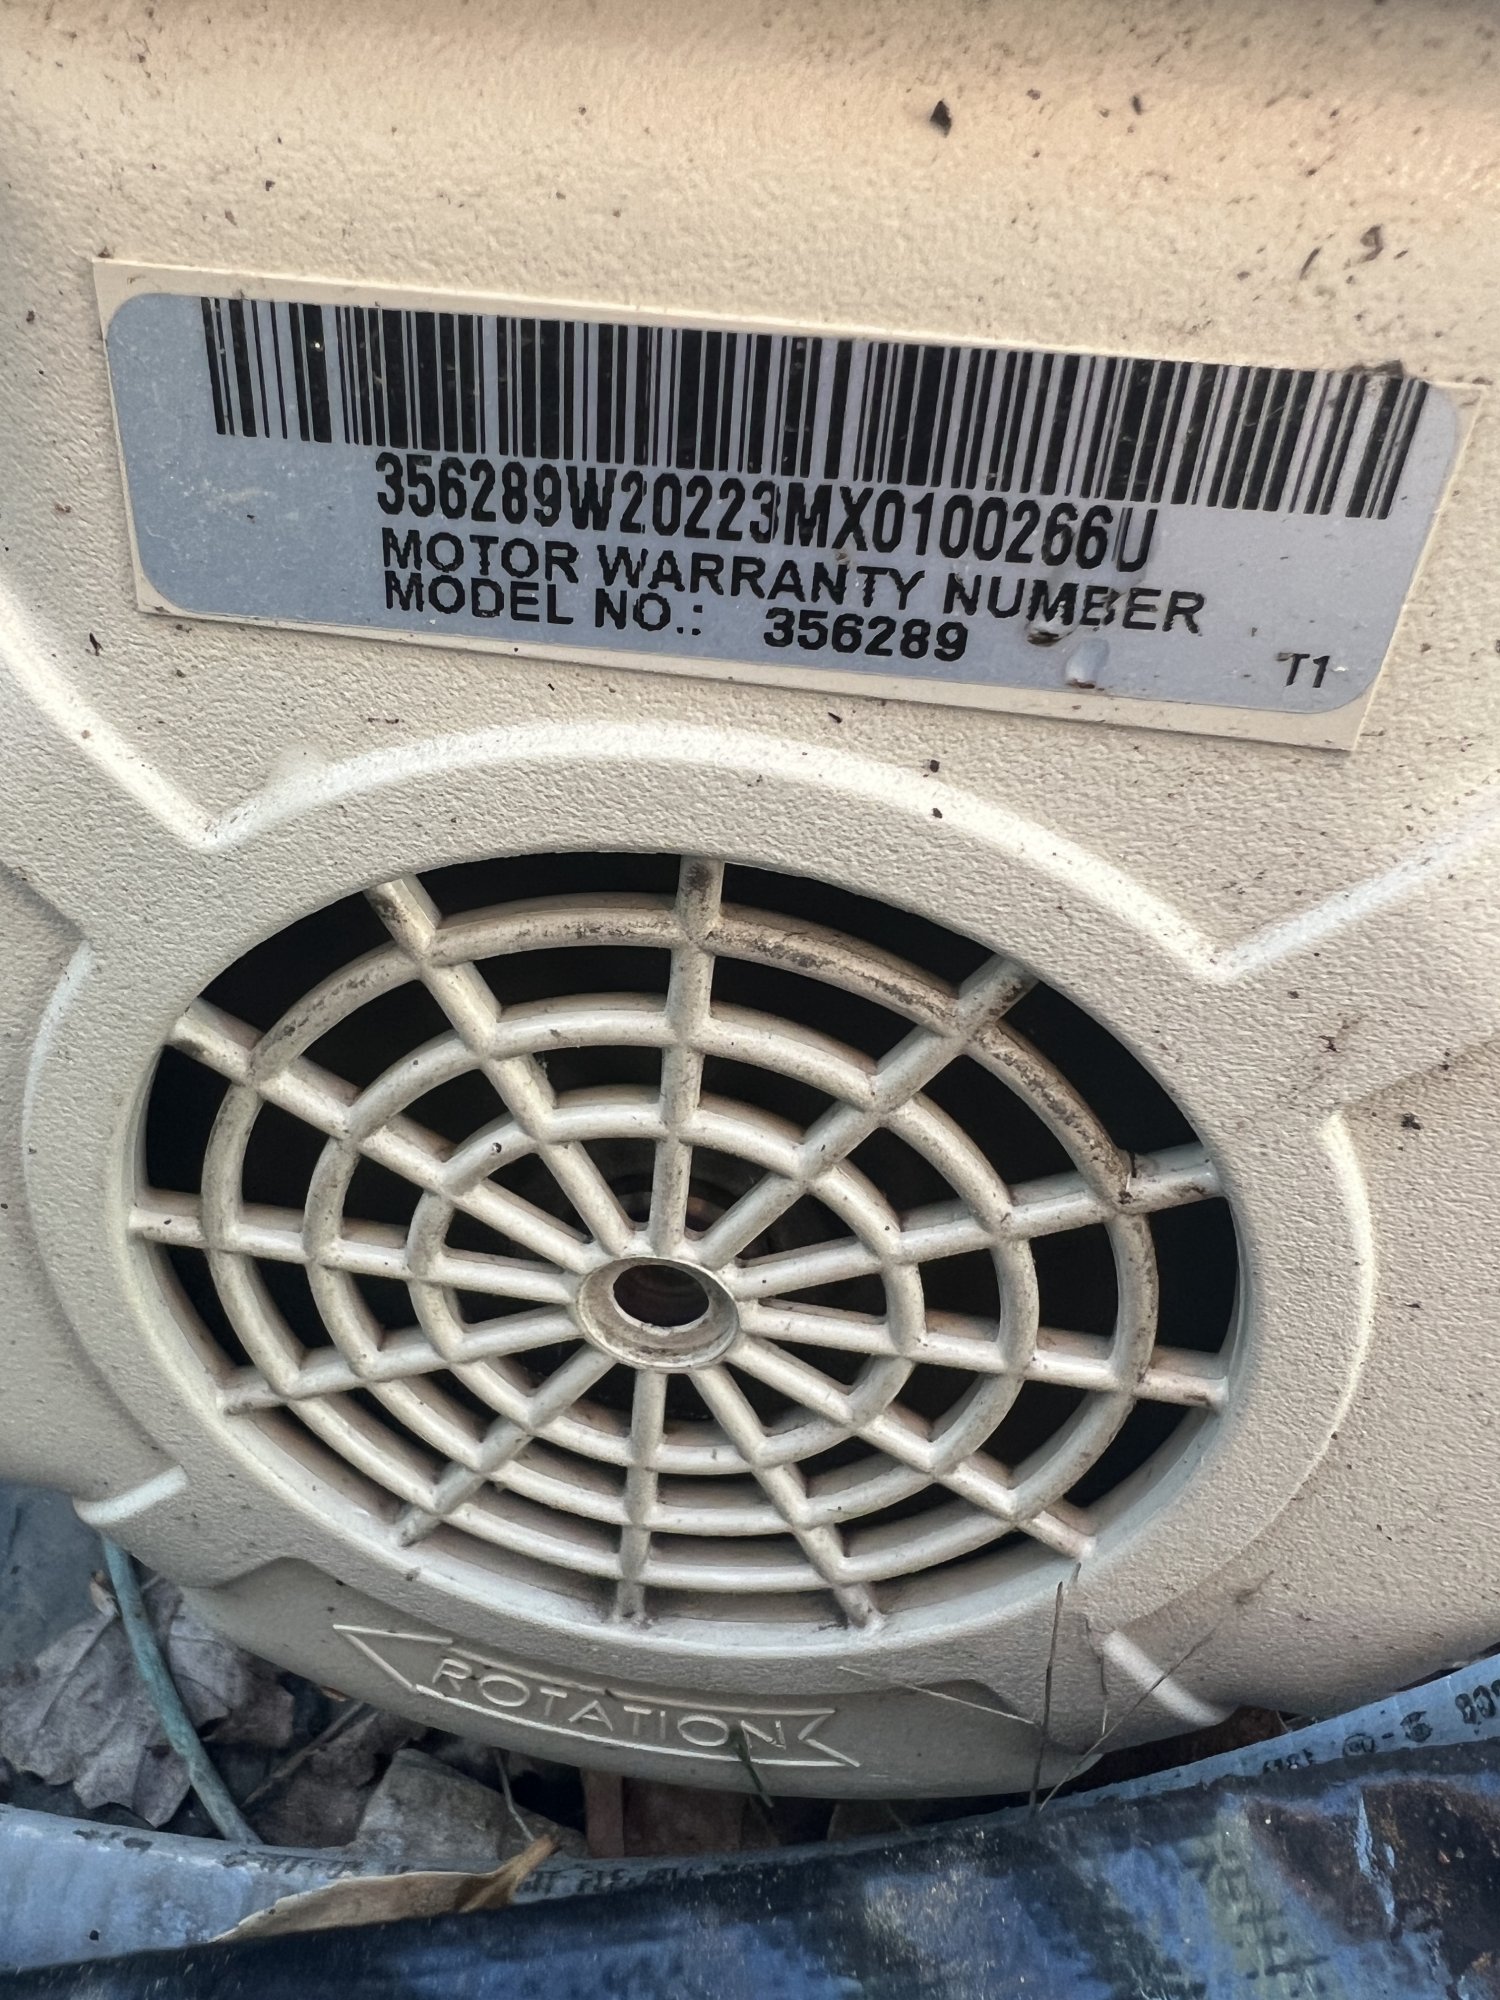 356289W20223MX0100266U
MOTOR WARRANTY NUMBER
MODEL NO.: 356289
T1
ROTATION